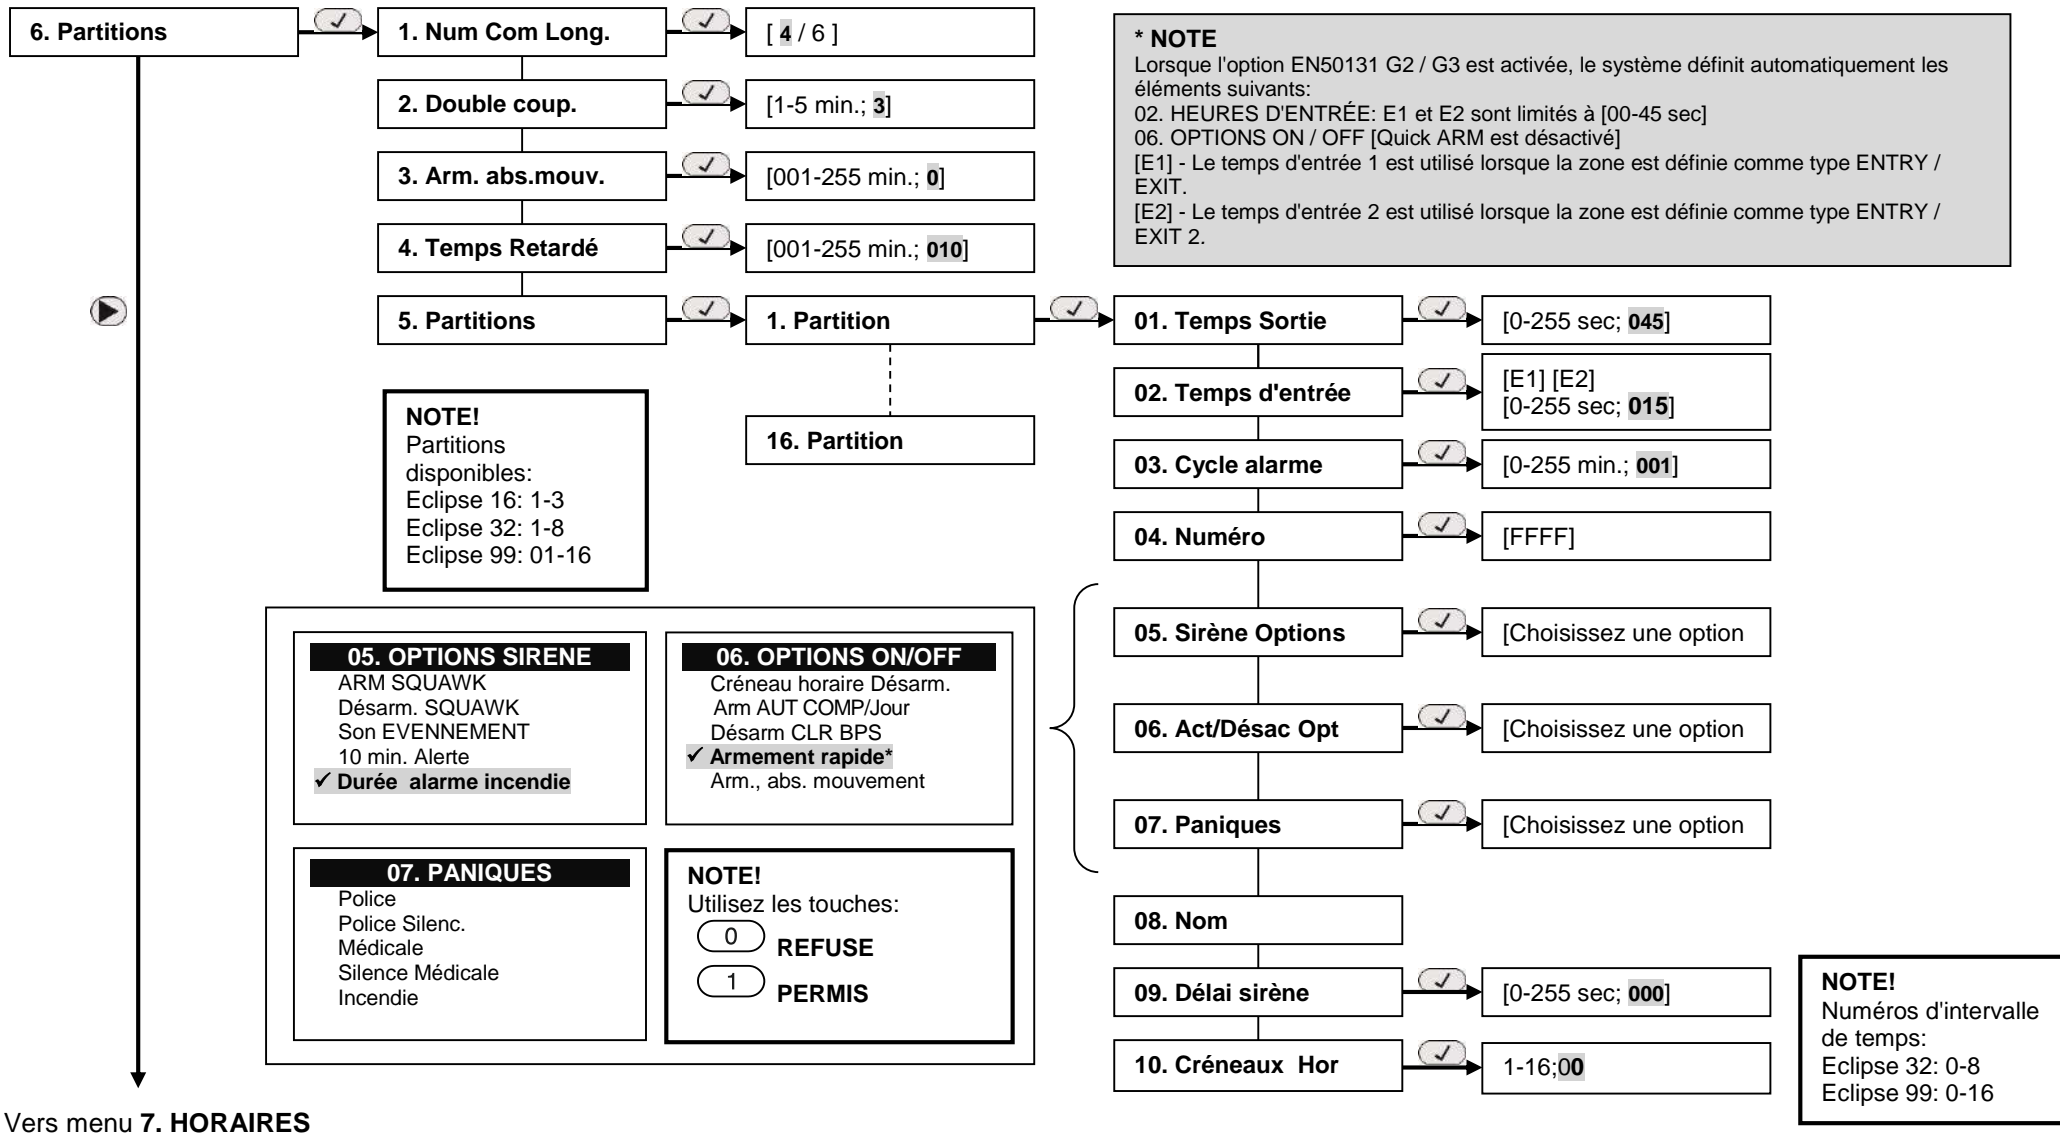 6. Partitions
1. Num Com Long.
[ 4 / 6 ]
2. Double coup.
[1-5 min.; 3]
3. Arm. abs.mouv.
[001-255 min.; 0]
4. Temps Retardé
[001-255 min.; 010]
* NOTE
Lorsque l'option EN50131 G2 / G3 est activée, le système définit automatiquement les
éléments suivants:
02. HEURES D'ENTRÉE: E1 et E2 sont limités à [00-45 sec]
06. OPTIONS ON / OFF [Quick ARM est désactivé]
[E1] - Le temps d'entrée 1 est utilisé lorsque la zone est définie comme type ENTRY /
EXIT.
[E2] - Le temps d'entrée 2 est utilisé lorsque la zone est définie comme type ENTRY /
EXIT 2.
5. Partitions
1. Partition
16. Partition
NOTE!
Partitions
disponibles:
Eclipse 16: 1-3
Eclipse 32: 1-8
Eclipse 99: 01-16
01. Temps Sortie
[0-255 sec; 045]
02. Temps d'entrée
[E1] [E2]
[0-255 sec; 015]
03. Cycle alarme
[0-255 min.; 001]
04. Numéro
[FFFF]
05. Sirène Options
[Choisissez une option
06. Act/Désac Opt
[Choisissez une option
07. Paniques
[Choisissez une option
08. Nom
09. Délai sirène
[0-255 sec; 000]
10. Créneaux  Hor
1-16;00
05. OPTIONS SIRENE
ARM SQUAWK
Désarm. SQUAWK
Son EVENNEMENT
10 min. Alerte
✓ Durée  alarme incendie
06. OPTIONS ON/OFF
Créneau horaire Désarm.
Arm AUT COMP/Jour
Désarm CLR BPS
✓ Armement rapide*
Arm., abs. mouvement
07. PANIQUES
Police
Police Silenc.
Médicale
Silence Médicale
Incendie
NOTE!
Utilisez les touches:
0 REFUSE
1 PERMIS
NOTE!
Numéros d'intervalle
de temps:
Eclipse 32: 0-8
Eclipse 99: 0-16
Vers menu 7. HORAIRES